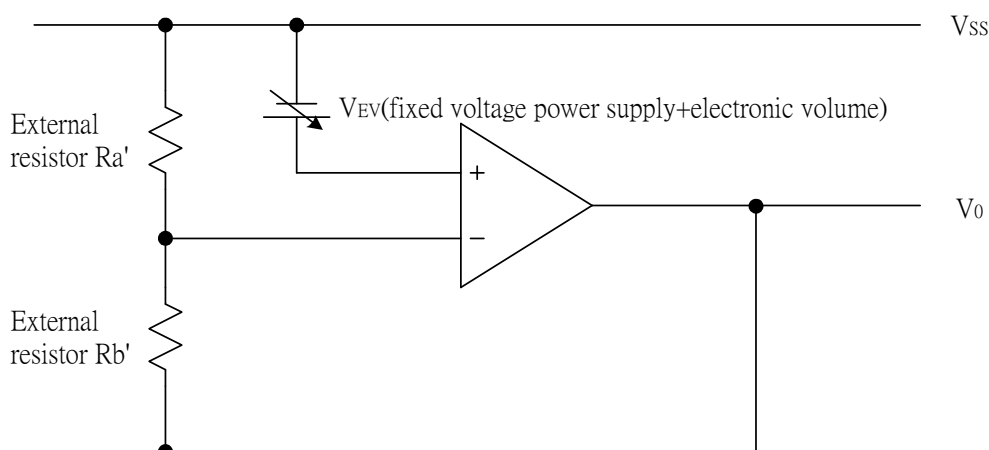 VSS
VEV(fixed voltage power supply+electronic volume)
External
resistor Ra'
+
V0
−
External
resistor Rb'